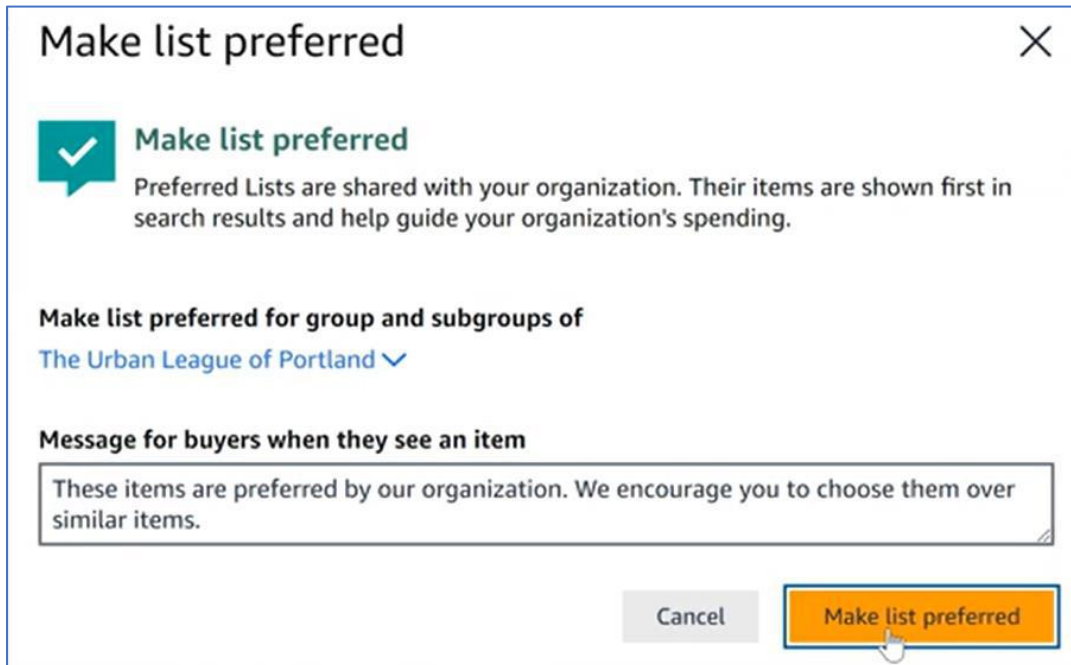 Make list preferred
Make list preferred
Preferred Lists are shared with your organization. Their items are shown first in
search results and help guide your organization's spending.
Make list preferred for group and subgroups of
The Urban League of Portland
Message for buyers when they see an item
These items are preferred by our organization. We encourage you to choose them over
similar items.
Cancel
Make list preferred